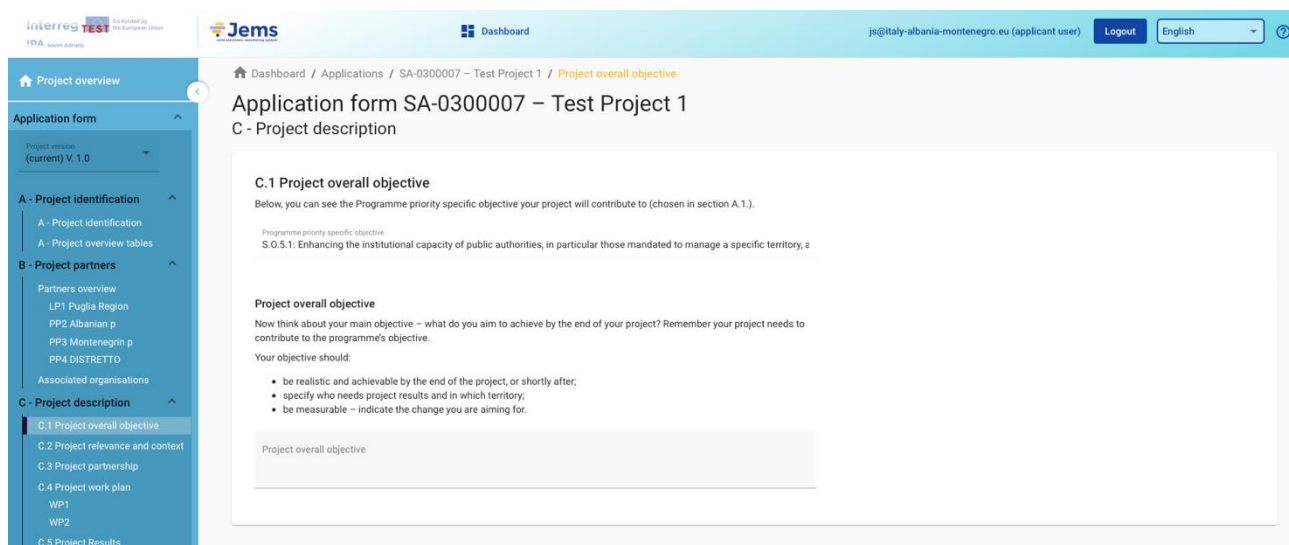 Interreg TEST Co-funded by
the European Union
IPA South Adriatic
Jems
Dashboard
js@italy-albania-montenegro.eu (applicant user)
Logout
English
Project overview
Application form
Project version
(current) V. 1.0
A - Project identification
A - Project identification
A - Project overview tables
B - Project partners
Partners overview
LP1 Puglia Region
PP2 Albanian p
PP3 Montenegrin p
PP4 DISTRETTO
Associated organisations
C - Project description
C.1 Project overall objective
C.2 Project relevance and context
C.3 Project partnership
C.4 Project work plan
WP1
WP2
C.5 Project Results
Dashboard / Applications / SA-0300007 – Test Project 1 / Project overall objective
Application form SA-0300007 – Test Project 1
C - Project description
C.1 Project overall objective
Below, you can see the Programme priority specific objective your project will contribute to (chosen in section A.1.).
Programme priority specific objective
S.O.5.1: Enhancing the institutional capacity of public authorities, in particular those mandated to manage a specific territory, a
Project overall objective
Now think about your main objective – what do you aim to achieve by the end of your project? Remember your project needs to
contribute to the programme's objective.
Your objective should:
• be realistic and achievable by the end of the project, or shortly after;
• specify who needs project results and in which territory;
• be measurable – indicate the change you are aiming for.
Project overall objective